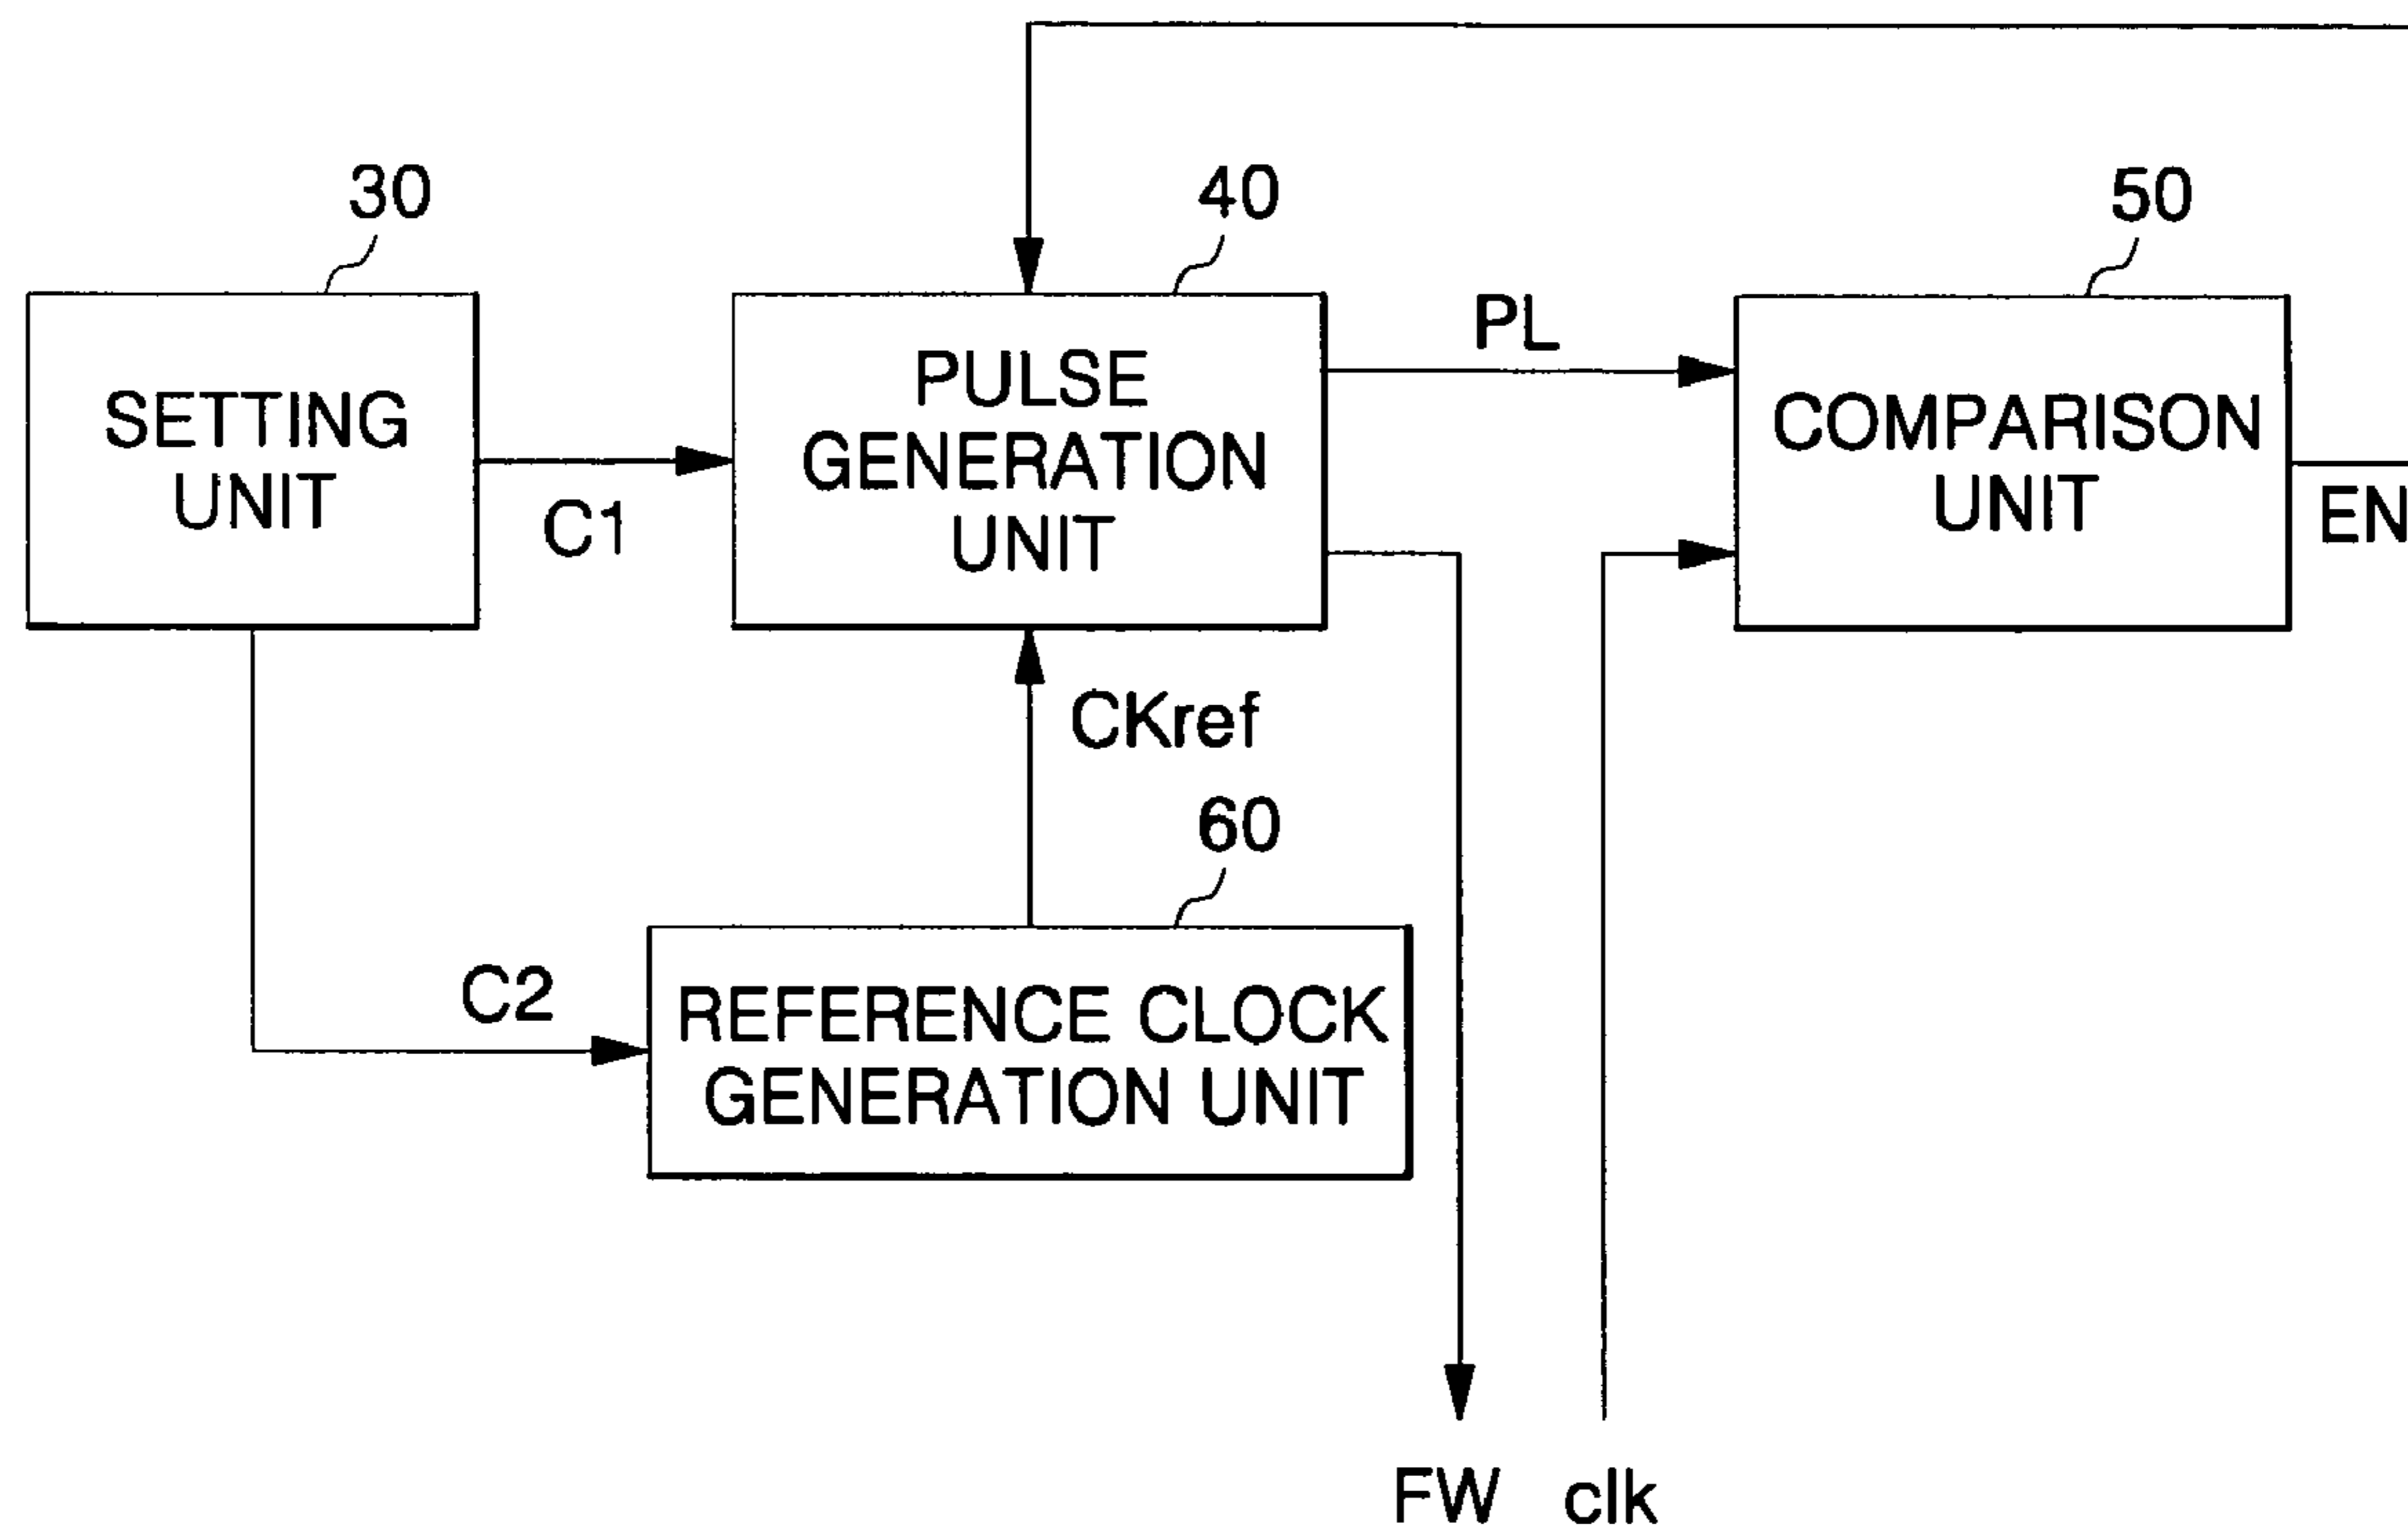 30
40
50
SETTING
UNIT
PULSE
GENERATION
UNIT
PL
COMPARISON
UNIT
C1
EN
CKref
60
C2
REFERENCE CLOCK
GENERATION UNIT
FW
clk